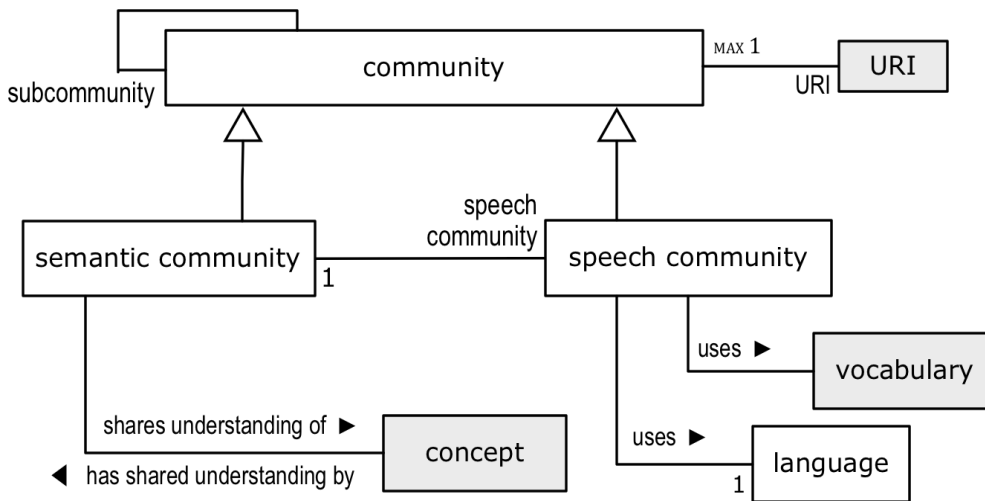 community
MAX 1
URI
URI
subcommunity
speech
community
semantic community
1
speech community
uses ►
vocabulary
shares understanding of ►
◄ has shared understanding by
concept
uses ►
1
language